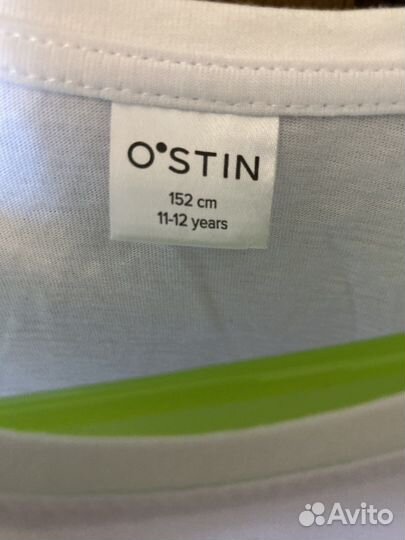 O'STIN
152 cm
11-12 years
Avito